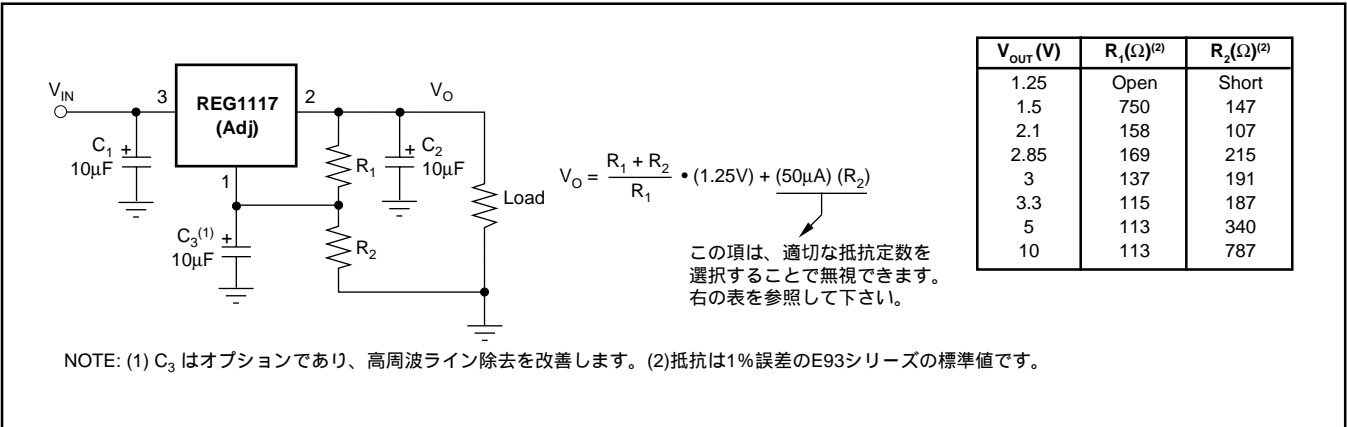 V_IN
3
REG1117
(Adj)
2
V_O
1
C_1
+
10μF
R_1
+
C_2
10μF
Load
C_3^(1)
+
10μF
R_2
V_O = (R_1 + R_2) / R_1 • (1.25V) + (50μA) (R_2)
この項は、適切な抵抗定数を
選択することで無視できます。
右の表を参照して下さい。
V_OUT (V) R_1(Ω)^(2) R_2(Ω)^(2)
1.25 Open Short
1.5 750 147
2.1 158 107
2.85 169 215
3 137 191
3.3 115 187
5 113 340
10 113 787
NOTE: (1) C_3 はオプションであり、高周波ライン除去を改善します。(2)抵抗は1%誤差のE93シリーズの標準値です。